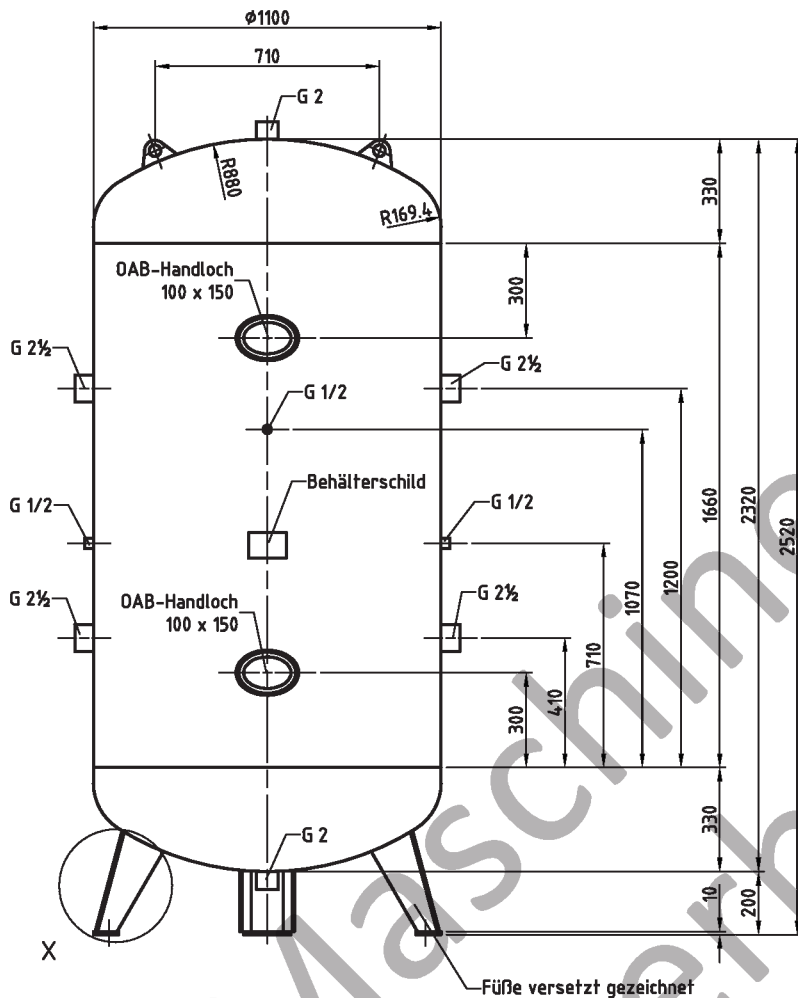 Ø1100
710
G 2
R880
R169.4
330
OAB-Handloch
100 x 150
300
G 2½
G 2½
G 1/2
Behälterschild
G 1/2
G 1/2
1660
2320
2520
1200
1070
G 2½
G 2½
OAB-Handloch
100 x 150
710
410
300
G 2
330
10
200
X
Füße versetzt gezeichnet